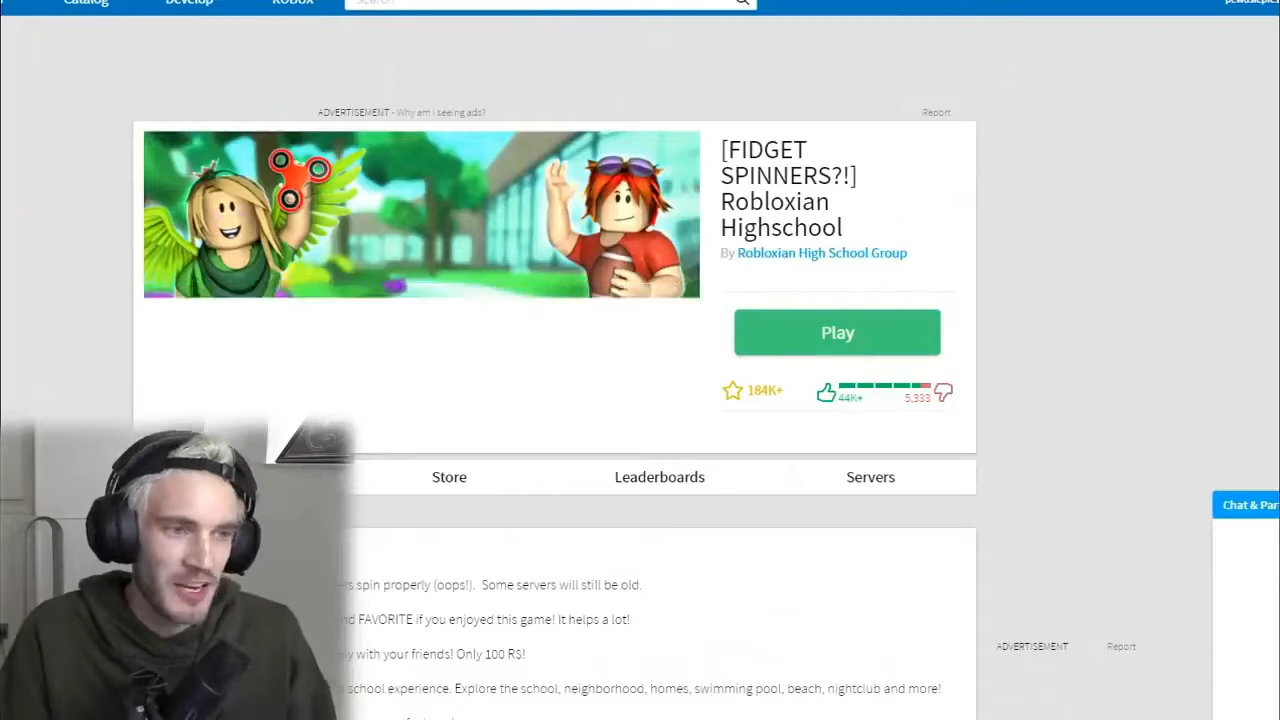 Catalog Develop ROBUX Search
ADVERTISEMENT - Why am I seeing ads? Report
[FIDGET
SPINNERS?!]
Robloxian
Highschool
By Robloxian High School Group
Play
184K+ 44K+ 5,333
Store Leaderboards Servers
Chat & Par
spin properly (oops!). Some servers will still be old.
FAVORITE if you enjoyed this game! It helps a lot!
with your friends! Only 100 R$!
school experience. Explore the school, neighborhood, homes, swimming pool, beach, nightclub and more!
ADVERTISEMENT Report